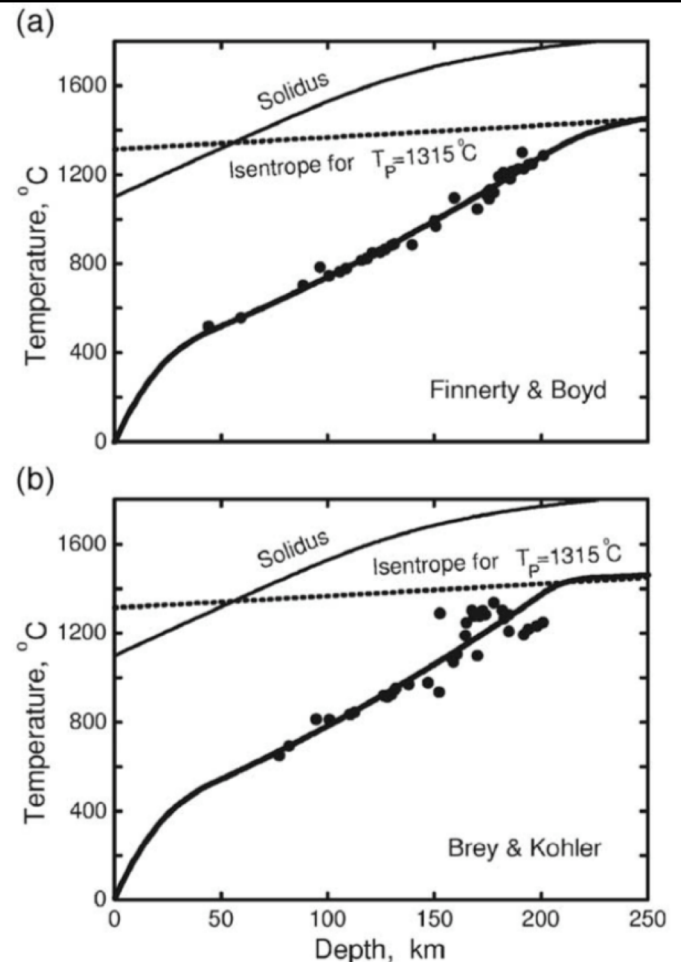 (a)
1600
Solidus
1200
Isentrope for T_P=1315 °C
800
400
0
Temperature, °C
Finnerty & Boyd
(b)
1600
Solidus
Isentrope for T_P=1315 °C
1200
800
400
0
Temperature, °C
Brey & Kohler
0 50 100 150 200 250
Depth, km